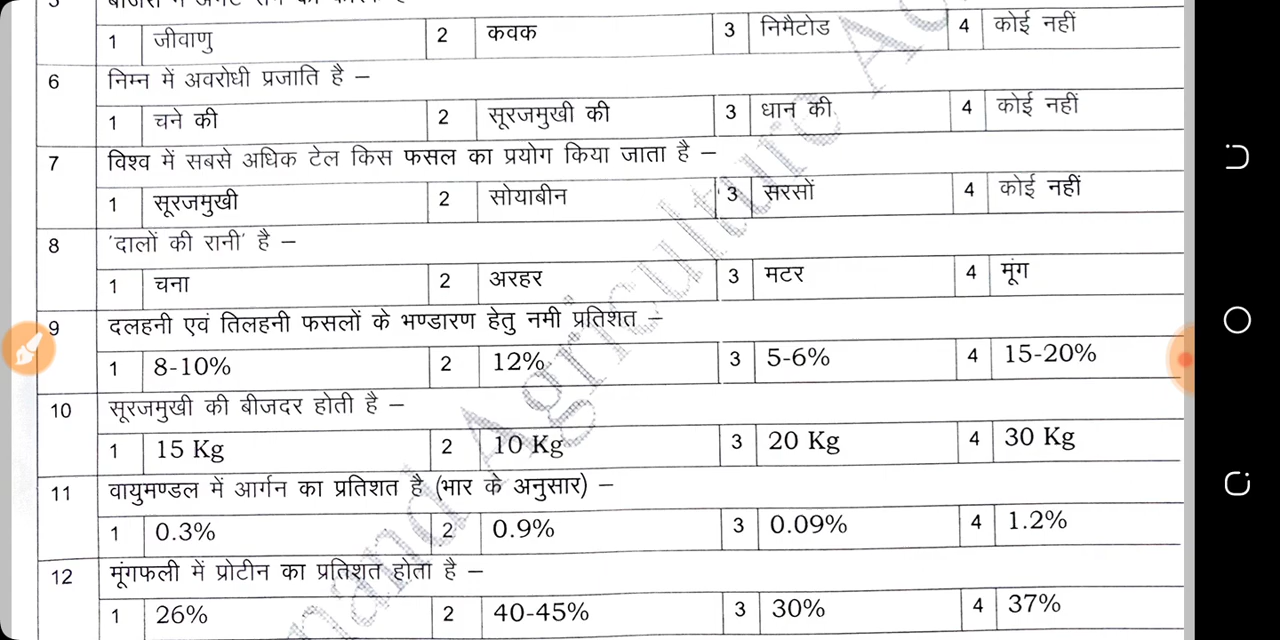 1 जीवाणु 2 कवक 3 निमैटोड 4 कोई नहीं
6 निम्न में अवरोधी प्रजाति है –
1 चने की 2 सूरजमुखी की 3 धान की 4 कोई नहीं
7 विश्व में सबसे अधिक टेल किस फसल का प्रयोग किया जाता है –
1 सूरजमुखी 2 सोयाबीन 3 सरसों 4 कोई नहीं
8 'दालों की रानी' है –
1 चना 2 अरहर 3 मटर 4 मूंग
9 दलहनी एवं तिलहनी फसलों के भण्डारण हेतु नमी प्रतिशत –
1 8-10% 2 12% 3 5-6% 4 15-20%
10 सूरजमुखी की बीजदर होती है –
1 15 Kg 2 10 Kg 3 20 Kg 4 30 Kg
11 वायुमण्डल में आर्गन का प्रतिशत है (भार के अनुसार) –
1 0.3% 2 0.9% 3 0.09% 4 1.2%
12 मूंगफली में प्रोटीन का प्रतिशत होता है –
1 26% 2 40-45% 3 30% 4 37%
Agriculture